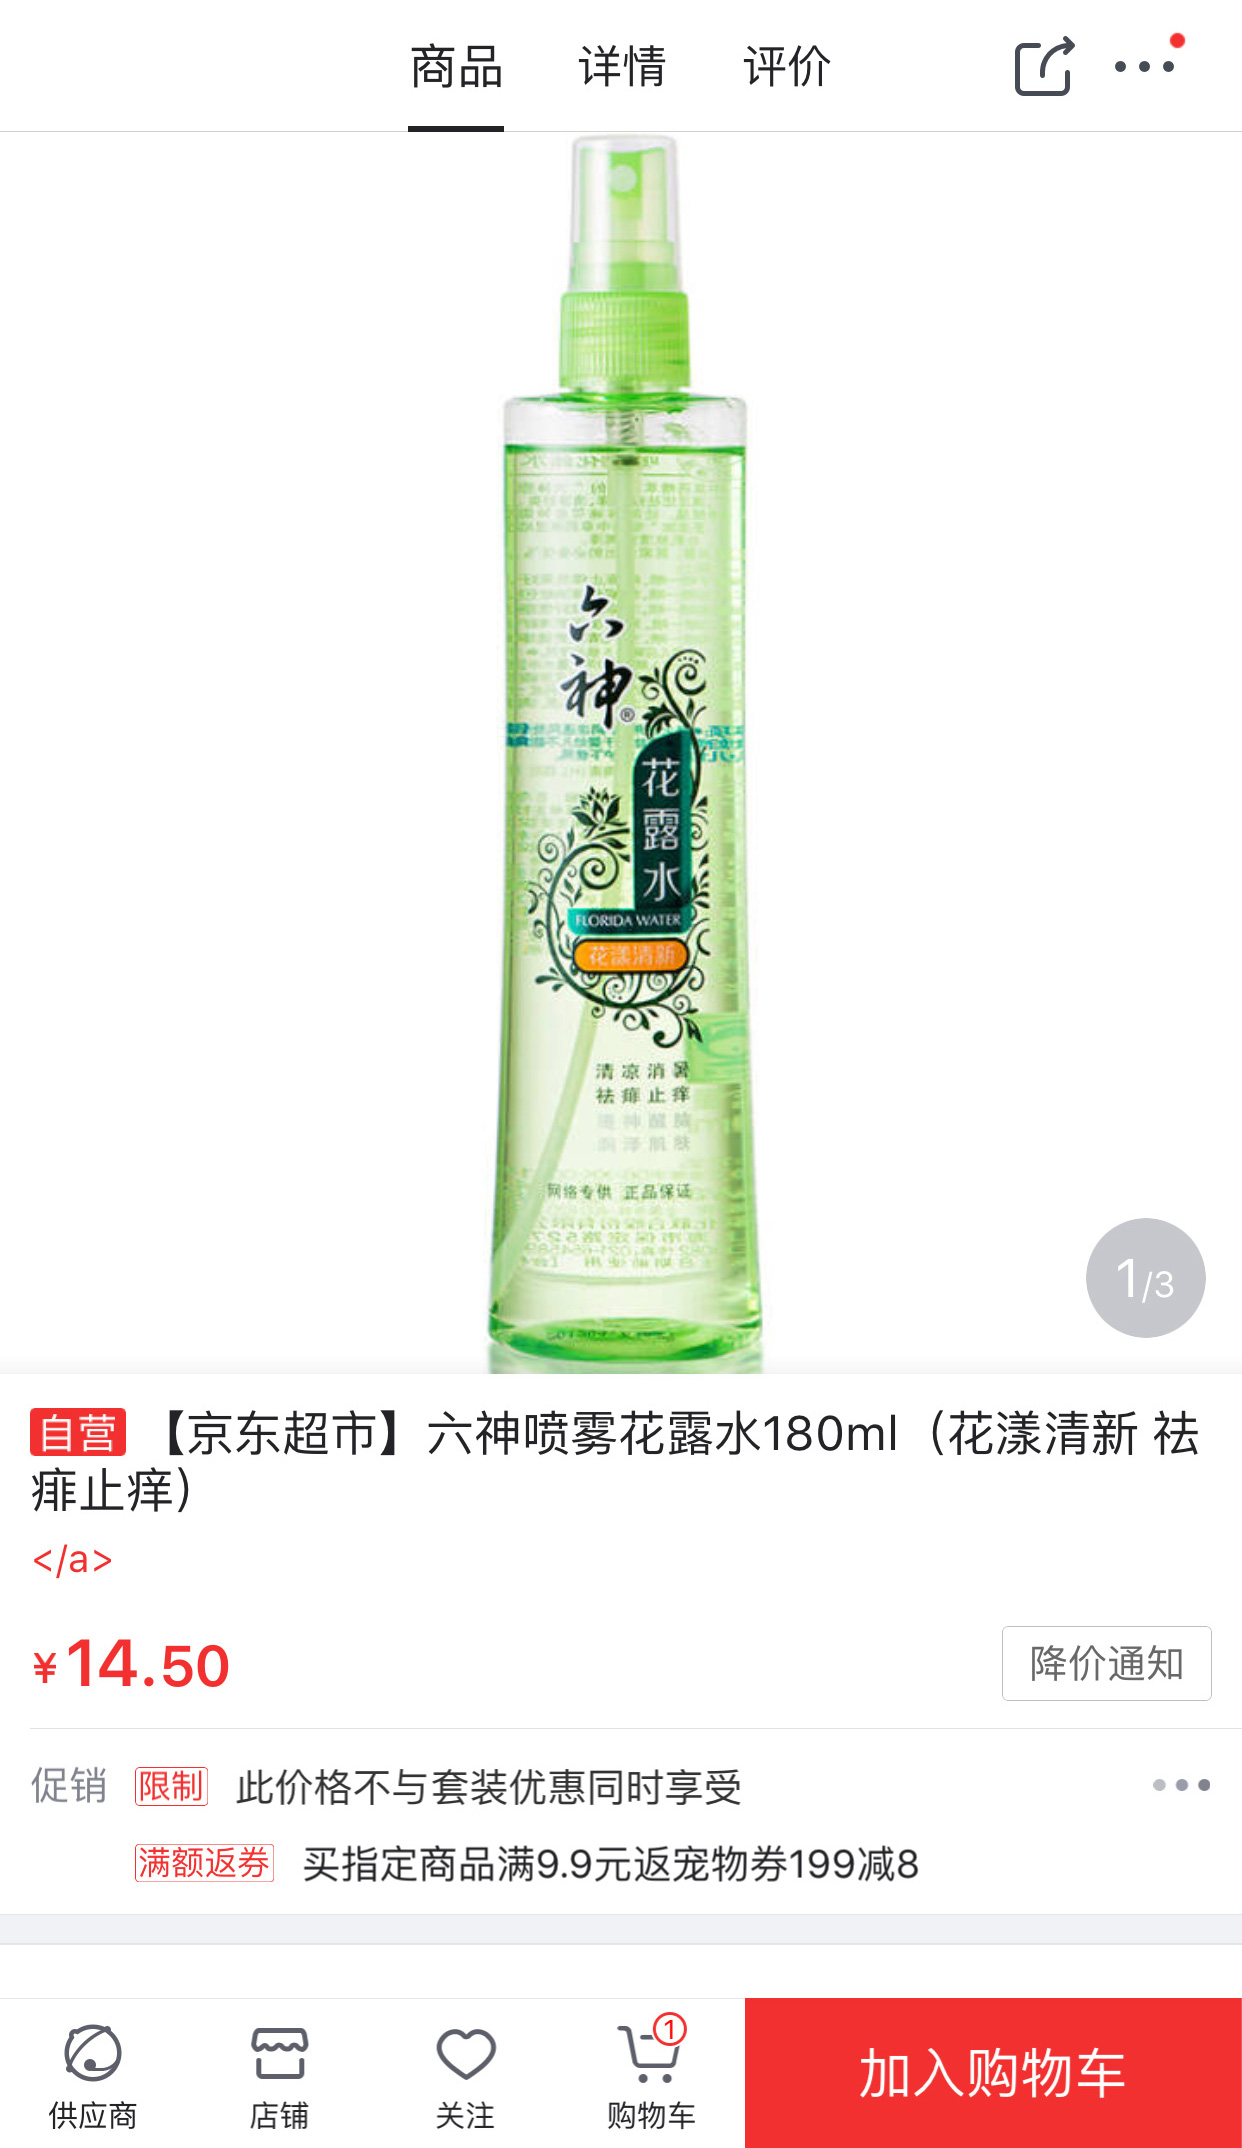 商品 详情 评价
六
神®
花
露
水
FLORIDA WATER
花漾清新
清凉消暑
祛痱止痒
网络专供 正品保证
1/3
自营 【京东超市】六神喷雾花露水180ml（花漾清新 祛
痱止痒）
</a>
¥14.50
降价通知
促销 限制 此价格不与套装优惠同时享受
满额返券 买指定商品满9.9元返宠物券199减8
1
供应商 店铺 关注 购物车 加入购物车